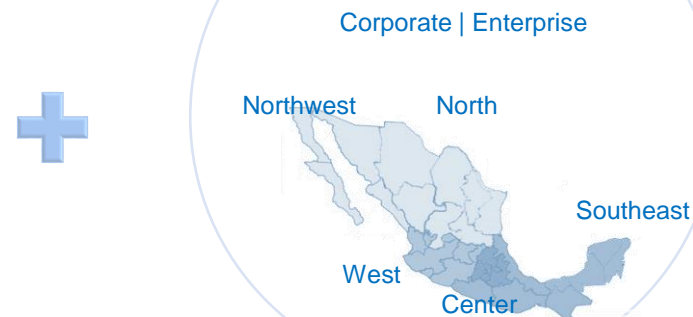 Corporate | Enterprise
Northwest
North
Southeast
West
Center